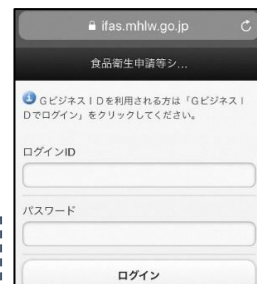 ifas.mhlw.go.jp
食品衛生申請等シ...
GビジネスIDを利用される方は「GビジネスI
Dでログイン」をクリックしてください。
ログインID
パスワード
ログイン